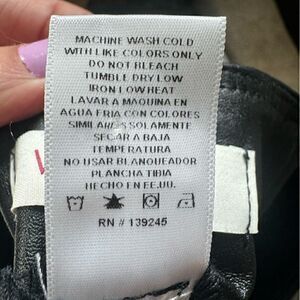 MACHINE WASH COLD
WITH LIKE COLORS ONLY
DO NOT BLEACH
TUMBLE DRY LOW
IRON LOW HEAT
LAVAR A MAQUINA EN
AGUA FRIA CON COLORES
SIMILARES SOLAMENTE
SECAR A BAJA
TEMPERATURA
NO USAR BLANQUEADOR
PLANCHA TIBIA
HECHO EN EE.UU.
RN # 139245